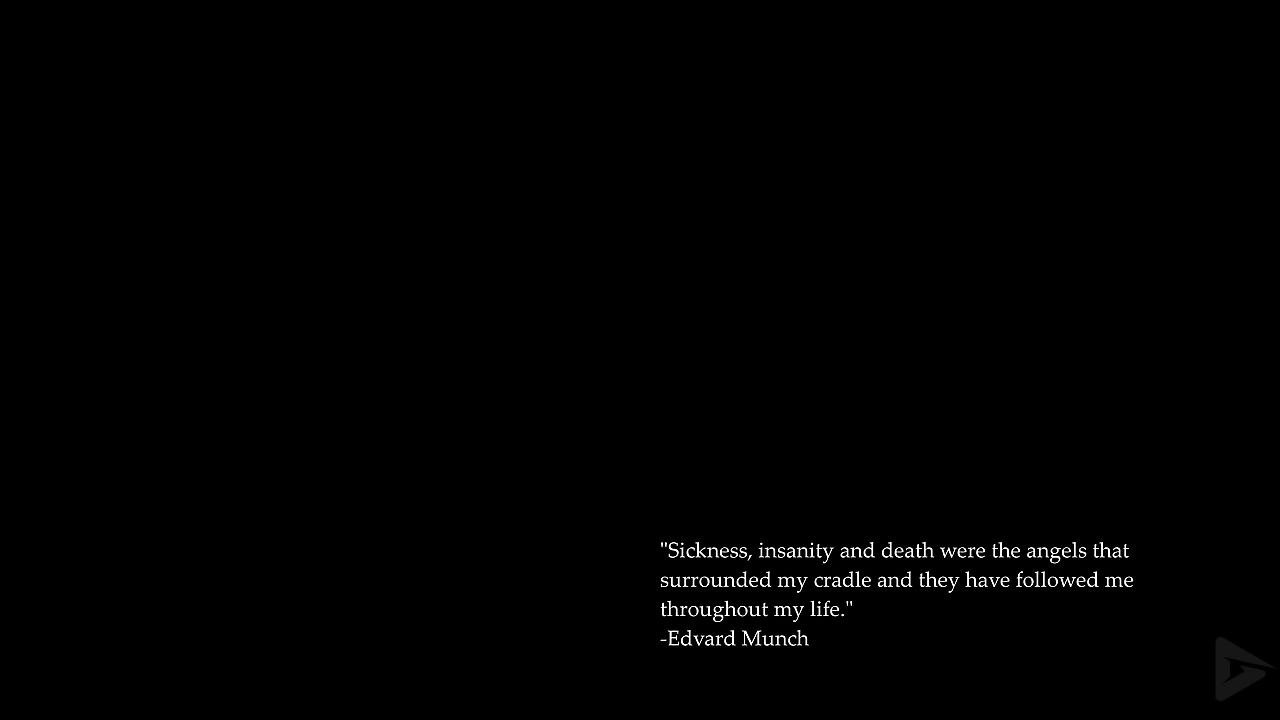 "Sickness, insanity and death were the angels that
surrounded my cradle and they have followed me
throughout my life."
-Edvard Munch